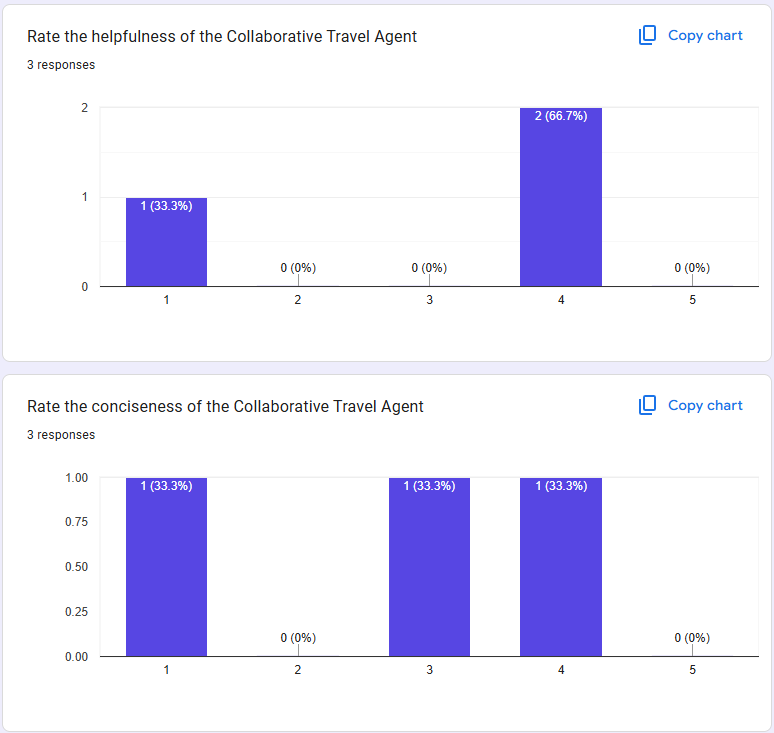 Rate the helpfulness of the Collaborative Travel Agent
Copy chart
3 responses
2
1
0
1 (33.3%)
0 (0%)
0 (0%)
2 (66.7%)
0 (0%)
1 2 3 4 5
Rate the conciseness of the Collaborative Travel Agent
Copy chart
3 responses
1.00
0.75
0.50
0.25
0.00
1 (33.3%)
0 (0%)
1 (33.3%)
1 (33.3%)
0 (0%)
1 2 3 4 5